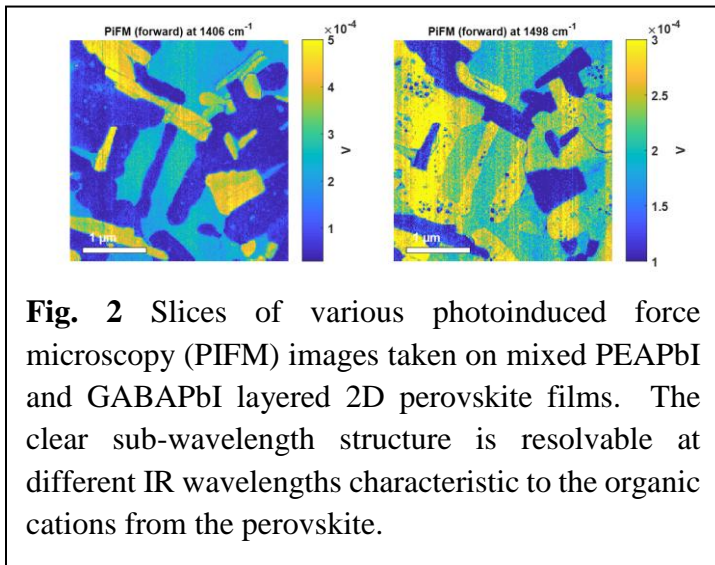 PiFM (forward) at 1406 cm⁻¹
×10⁻⁴
5
4
3
2
1
V
1 µm
PiFM (forward) at 1498 cm⁻¹
×10⁻⁴
3
2.5
2
1.5
1
V
1 µm
Fig. 2 Slices of various photoinduced force
microscopy (PIFM) images taken on mixed PEAPbI
and GABAPbI layered 2D perovskite films. The
clear sub-wavelength structure is resolvable at
different IR wavelengths characteristic to the organic
cations from the perovskite.